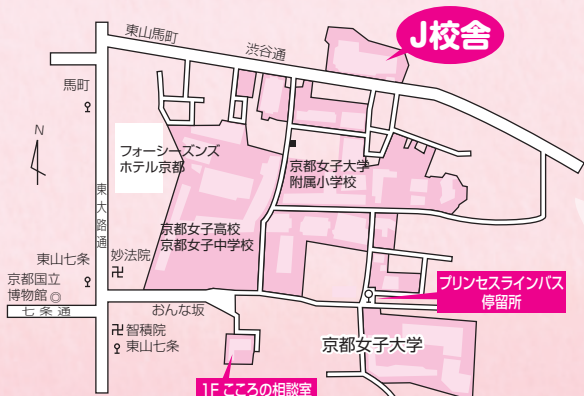 J校舎
東山馬町
渋谷通
馬町
N
フォーシーズンズ
ホテル京都
京都女子大学
附属小学校
東大路通
京都女子高校
京都女子中学校
東山七条
妙法院
卍
京都国立
博物館◎
プリンセスラインバス
停留所
七条通
おんな坂
卍智積院
東山七条
京都女子大学
1F こころの相談室